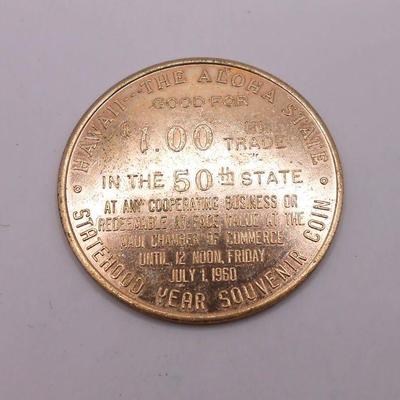 HAWAII - THE ALOHA STATE
GOOD FOR
$1.00 IN TRADE
IN THE 50th STATE
AT ANY COOPERATING BUSINESS OR
REDEEMABLE AT FACE VALUE AT THE
MAUI CHAMBER OF COMMERCE
UNTIL 12 NOON, FRIDAY
JULY 1, 1960
STATEHOOD YEAR SOUVENIR COIN